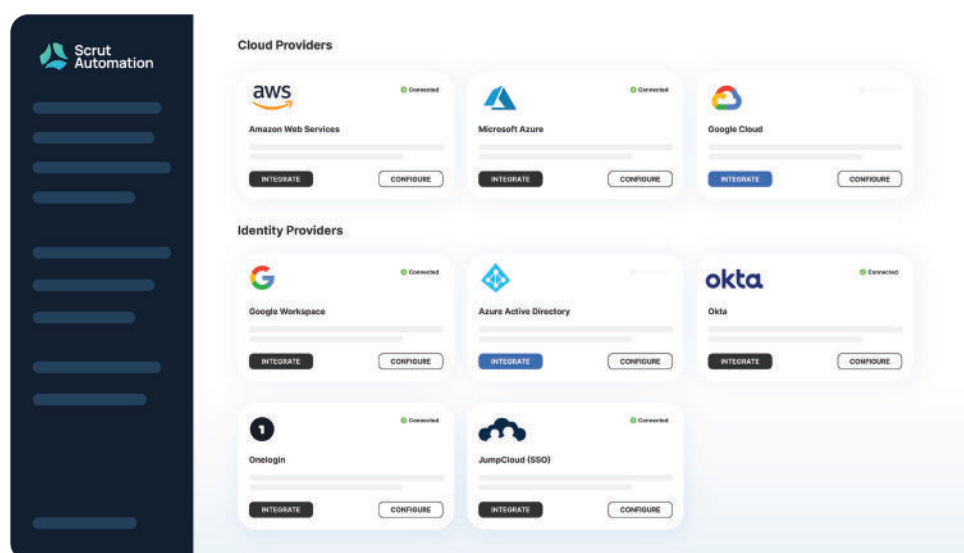 Scrut
Automation
Cloud Providers
aws
Connected
Amazon Web Services
INTEGRATE
CONFIGURE
Connected
Microsoft Azure
INTEGRATE
CONFIGURE
Google Cloud
INTEGRATE
CONFIGURE
Identity Providers
G
Connected
Google Workspace
INTEGRATE
CONFIGURE
Azure Active Directory
INTEGRATE
CONFIGURE
okta
Connected
Okta
INTEGRATE
CONFIGURE
1
Connected
Onelogin
INTEGRATE
CONFIGURE
Connected
JumpCloud (SSO)
INTEGRATE
CONFIGURE